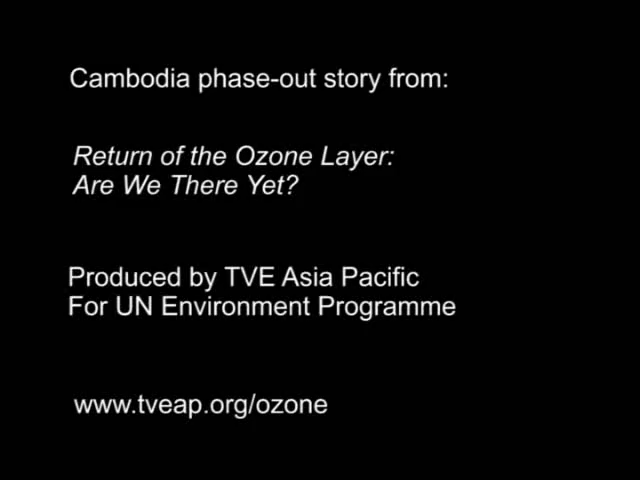 Cambodia phase-out story from:
Return of the Ozone Layer:
Are We There Yet?
Produced by TVE Asia Pacific
For UN Environment Programme
www.tveap.org/ozone